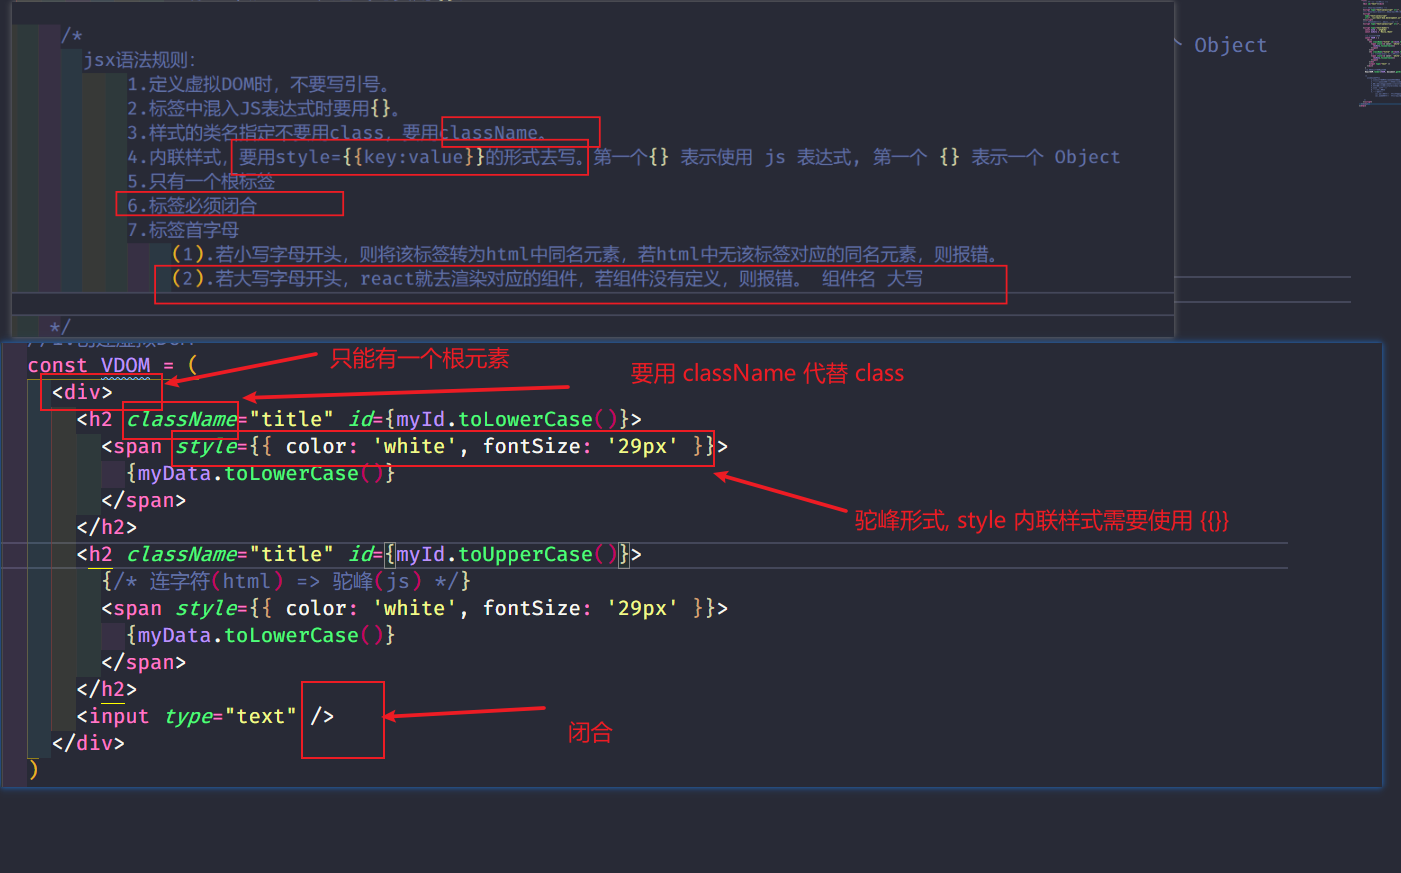 /*
jsx语法规则:
1.定义虚拟DOM时，不要写引号。
2.标签中混入JS表达式时要用{}。
3.样式的类名指定不要用class，要用className。
4.内联样式，要用style={{key:value}}的形式去写。第一个{} 表示使用 js 表达式, 第一个 {} 表示一个 Object
Object
5.只有一个根标签
6.标签必须闭合
7.标签首字母
(1).若小写字母开头，则将该标签转为html中同名元素，若html中无该标签对应的同名元素，则报错。
(2).若大写字母开头，react就去渲染对应的组件，若组件没有定义，则报错。 组件名 大写
*/
const VDOM = (
只能有一个根元素
<div>
要用 className 代替 class
<h2 className="title" id={myId.toLowerCase()}>
<span style={{ color: 'white', fontSize: '29px' }}>
{myData.toLowerCase()}
</span>
驼峰形式, style 内联样式需要使用 {{}}
</h2>
<h2 className="title" id={myId.toUpperCase()}>
{/* 连字符(html) => 驼峰(js) */}
<span style={{ color: 'white', fontSize: '29px' }}>
{myData.toLowerCase()}
</span>
</h2>
<input type="text" />
闭合
</div>
)